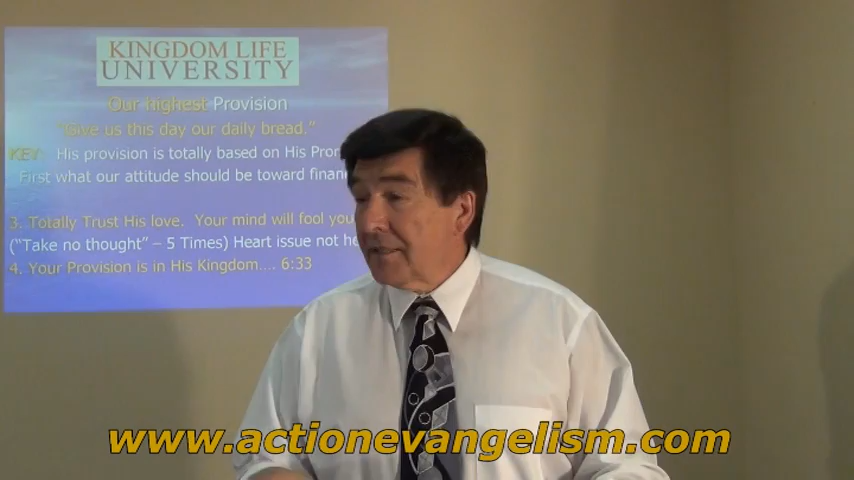 KINGDOM LIFE
UNIVERSITY
Our highest Provision
"Give us this day our daily bread."
KEY: His provision is totally based on His
First what our attitude should be toward
3. Totally Trust His love. Your mind will fool you
("Take no thought" – 5 Times) Heart issue not
4. Your Provision is in His Kingdom.... 6:33
www.actionevangelism.com